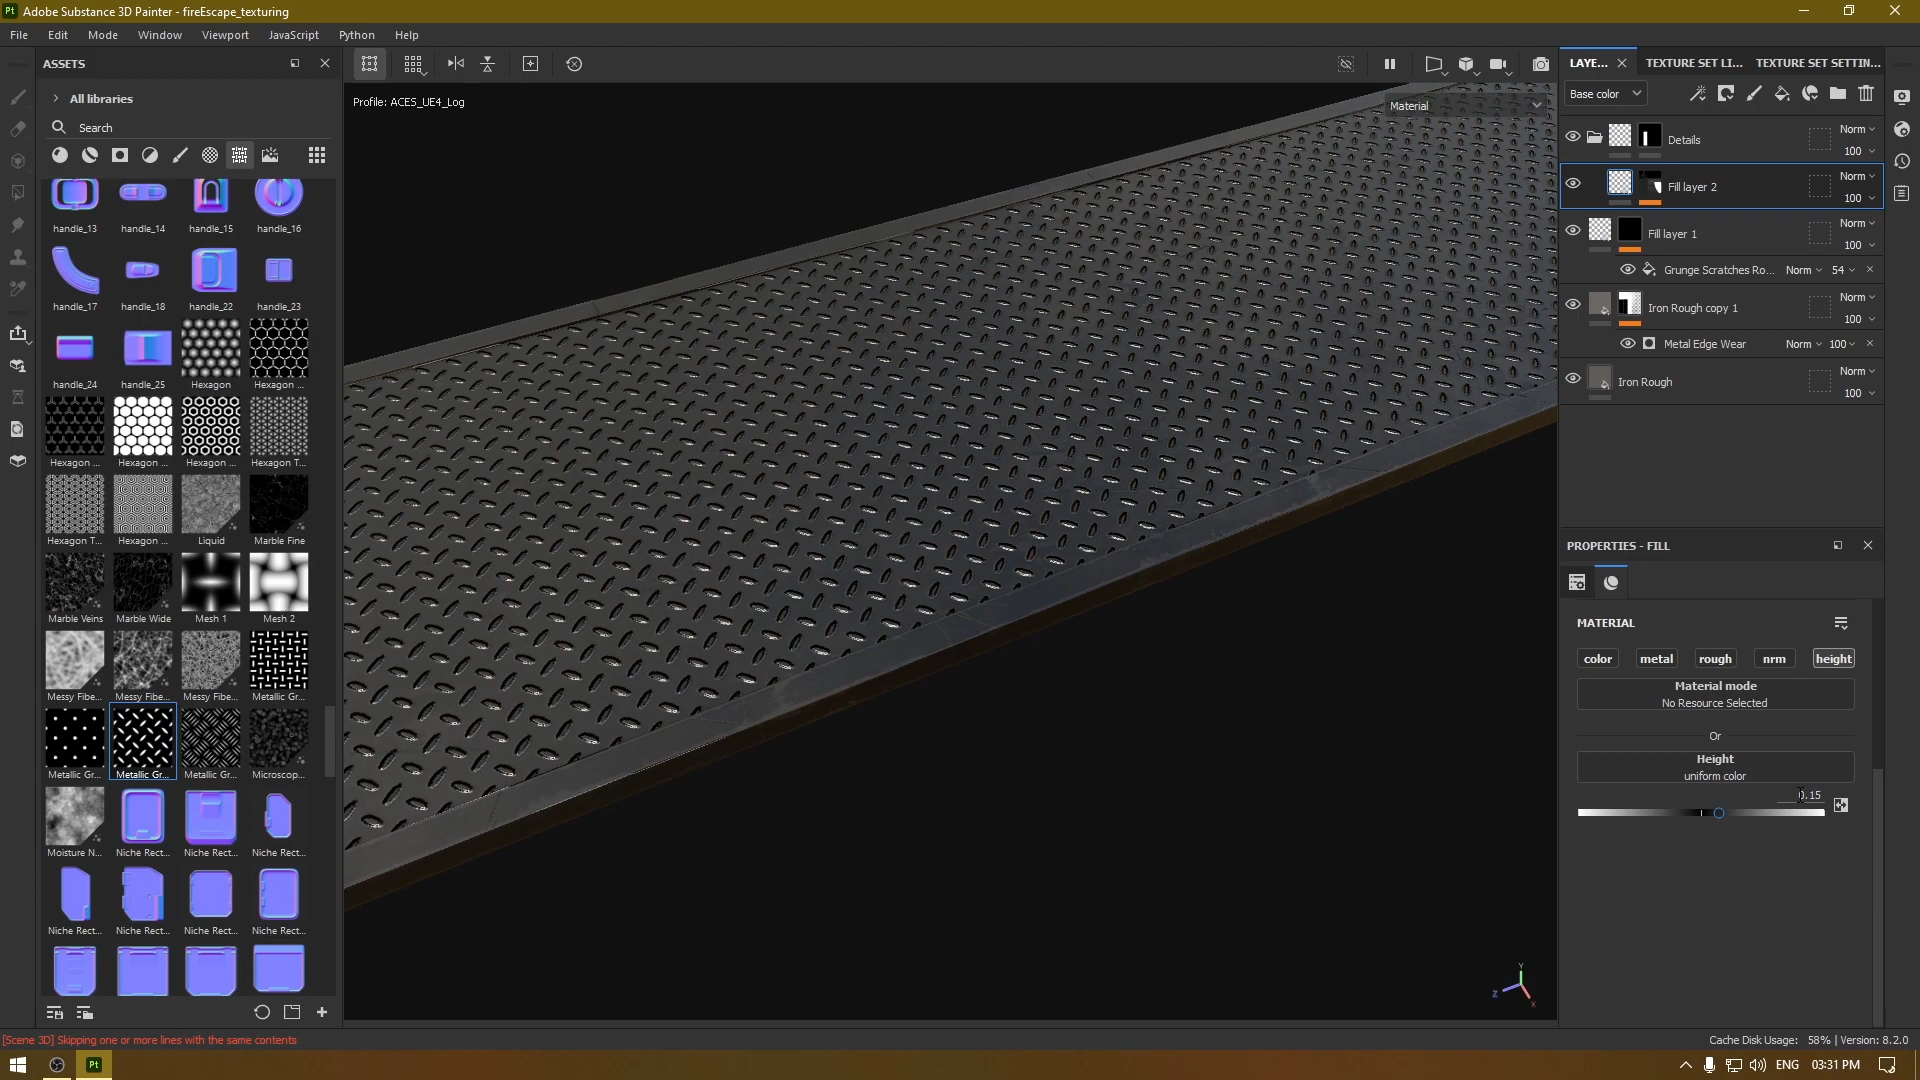 Pt Adobe Substance 3D Painter - fireEscape_texturing
File Edit Mode Window Viewport JavaScript Python Help
ASSETS
LAYE... TEXTURE SET LI... TEXTURE SET SETTIN...
All libraries
Base color
Profile: ACES_UE4_Log
Material
Search
Details Norm
100
Fill layer 2 Norm
100
Fill layer 1 Norm
100
Grunge Scratches Ro... Norm 54
Iron Rough copy 1 Norm
100
Metal Edge Wear Norm 100
Iron Rough Norm
100
handle_13 handle_14 handle_15 handle_16
handle_17 handle_18 handle_22 handle_23
handle_24 handle_25 Hexagon Hexagon ...
Hexagon ... Hexagon ... Hexagon ... Hexagon T...
Hexagon T... Hexagon ... Liquid Marble Fine
Marble Veins Marble Wide Mesh 1 Mesh 2
Messy Fibe... Messy Fibe... Messy Fibe... Metallic Gr...
Metallic Gr... Metallic Gr... Metallic Gr... Microscop...
Moisture N... Niche Rect... Niche Rect... Niche Rect...
Niche Rect... Niche Rect... Niche Rect... Niche Rect...
PROPERTIES - FILL
MATERIAL
color metal rough nrm height
Material mode
No Resource Selected
Or
Height
uniform color
0.15
Y
Z
X
[Scene 3D] Skipping one or more lines with the same contents
Cache Disk Usage: 58% | Version: 8.2.0
Pt
ENG 03:31 PM